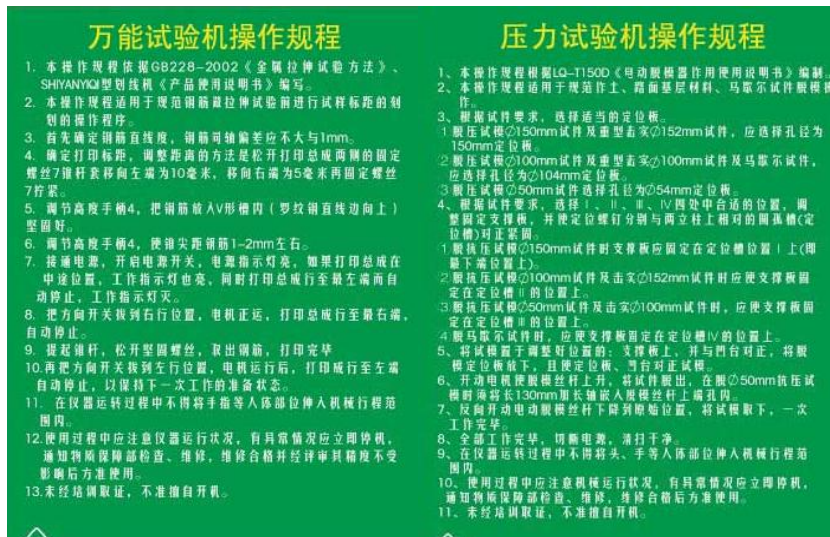 万能试验机操作规程
1. 本操作规程依据GB228-2002《金属拉伸试验方法》、
SHIYANYIQI型划线机《产品使用说明书》编写。
2. 本操作规程适用于规范钢筋做拉伸试验前进行试样标距的刻
划的操作程序。
3. 首先确定钢筋直线度，钢筋可轴偏差应不大与1mm。
4. 确定打印标距，调整距离的方法是松开打印总成两侧的固定
螺丝7锥杆套移向左端为10毫米，移向右端为5毫米再固定螺丝
7拧紧。
5. 调节高度手柄4，把钢筋放入V形槽内（罗纹钢直线边向上）
坚固好。
6. 调节高度手柄4，使锥尖距钢筋1-2mm左右。
7. 接通电源，开启电源开关，电源指示灯亮，如果打印总成在
中途位置，工作指示灯也亮，同时打印总成行至最左端而自
动停止，工作指示灯灭。
8. 把方向开关拨到右行位置，电机正运，打印总成行至最右端，
自动停止。
9. 提起锥杆，松开坚固螺丝，取出钢筋，打印完毕
10.再把方向开关拨到左行位置，电机运行后，打印成行至左端
自动停止，以保持下一次工作的准备状态。
11. 在仪器运转过程中不得将手指等人体部位伸入机械行程范
围内。
12.使用过程中应注意仪器运行状况，有异常情况应立即停机，
通知物质保障部检查、维修，维修合格并经评审其精度不受
影响后方准使用。
13.未经培训取证，不准擅自开机。
压力试验机操作规程
1、本操作规程根据LQ-T150D《电动脱模器作用使用说明书》编制。
2、本操作规程适用于规范作土、路面基层材料、马歇尔试件脱模操
作。
3、根据试件要求，选择适当的定位板。
①脱压试模∅150mm试件及重型击实∅152mm试件，应选择孔径为
150mm定位板。
②脱压试模∅100mm试件及重型击实∅100mm试件及马歇尔试件，
应选择孔径为∅104mm定位板。
③脱压试模∅50mm试件选择孔径为∅54mm定位板。
4、根据试件要求，选择Ⅰ、Ⅱ、Ⅲ、Ⅳ四处中合适的位置，调
整固定支撑板，并使定位螺钉分别与两立柱上相对的圆孤槽(定
位槽)对正紧固。
①脱抗压试模∅150mm试件时支撑板应固定在定位槽位置Ⅰ上(即
最下端位置上)。
②脱抗压试模∅100mm试件及击实∅152mm试件时应使支撑板固
定在定位槽Ⅱ的位置上。
③脱抗压试模∅50mm试件及击实∅100mm试件时，应使支撑板固
定在定位槽Ⅲ的位置上。
④脱马歇尔试件时，应使支撑板固定在定位槽Ⅳ的位置上。
5、将试模置于调整好位置的：支撑板上、并与凹台对正，将脱
模定位板放下，且使定位板、凹台对正试模。
6、开动电机使脱模丝杆上升，将试件脱出，在脱∅50mm抗压试
模时须将长130mm加长轴嵌入脱模丝杆上端孔内。
7、反向开动电动脱模丝杆下降到原始位置，将试模取下，一次
工作完毕。
8、全部工作完毕，切断电源，清扫干净。
9、在仪器运转过程中不得将头、手等人体部位伸入机械行程范
围内。
10、使用过程中应注意机械运行状况，有异常情况应立即停机，
通知物质保障部检查、维修，维修合格后方准使用。
11、未经培训取证，不准擅自开机。